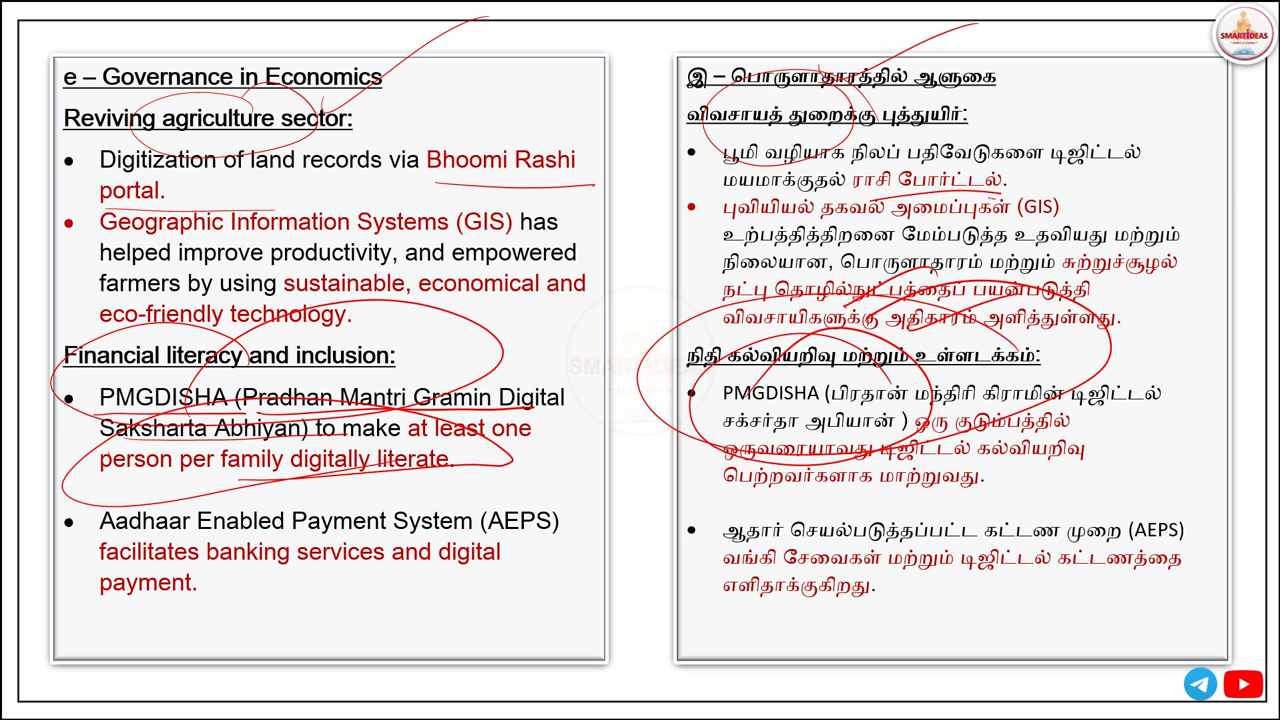 SMARTIDEAS
e – Governance in Economics
Reviving agriculture sector:
• Digitization of land records via Bhoomi Rashi
portal.
• Geographic Information Systems (GIS) has
helped improve productivity, and empowered
farmers by using sustainable, economical and
eco-friendly technology.
Financial literacy and inclusion:
• PMGDISHA (Pradhan Mantri Gramin Digital
Saksharta Abhiyan) to make at least one
person per family digitally literate.
• Aadhaar Enabled Payment System (AEPS)
facilitates banking services and digital
payment.
இ – பொருளாதாரத்தில் ஆளுகை
விவசாயத் துறைக்கு புத்துயிர்:
• பூமி வழியாக நிலப் பதிவேடுகளை டிஜிட்டல்
மயமாக்குதல் ராசி போர்ட்டல்.
• புவியியல் தகவல் அமைப்புகள் (GIS)
உற்பத்தித்திறனை மேம்படுத்த உதவியது மற்றும்
நிலையான, பொருளாதாரம் மற்றும் சுற்றுச்சூழல்
நட்பு தொழில்நுட்பத்தைப் பயன்படுத்தி
விவசாயிகளுக்கு அதிகாரம் அளித்துள்ளது.
நிதி கல்வியறிவு மற்றும் உள்ளடக்கம்:
• PMGDISHA (பிரதான் மந்திரி கிராமின் டிஜிட்டல்
சக்சர்தா அபியான் ) ஒரு குடும்பத்தில்
ஒருவரையாவது டிஜிட்டல் கல்வியறிவு
பெற்றவர்களாக மாற்றுவது.
• ஆதார் செயல்படுத்தப்பட்ட கட்டண முறை (AEPS)
வங்கி சேவைகள் மற்றும் டிஜிட்டல் கட்டணத்தை
எளிதாக்குகிறது.
SMARTIDEAS